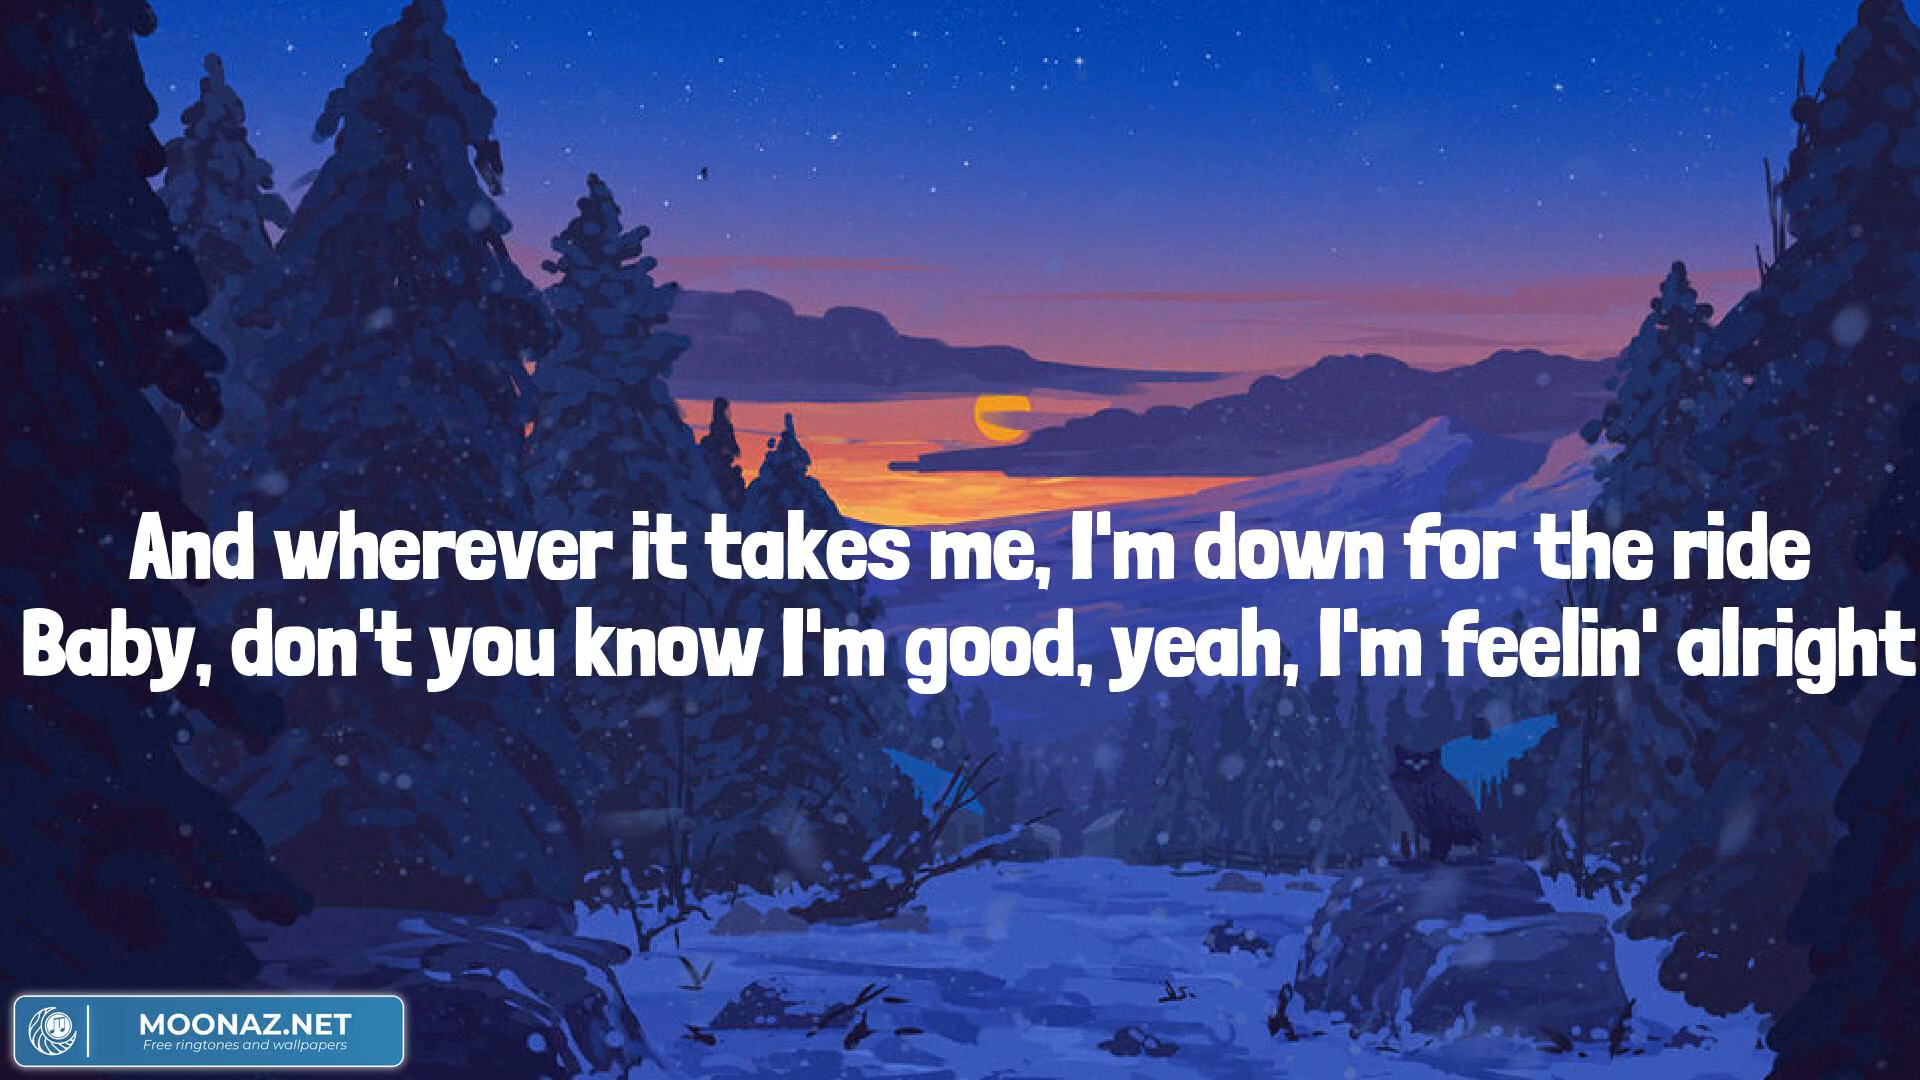 And wherever it takes me, I'm down for the ride
Baby, don't you know I'm good, yeah, I'm feelin' alright
MOONAZ.NET
Free ringtones and wallpapers